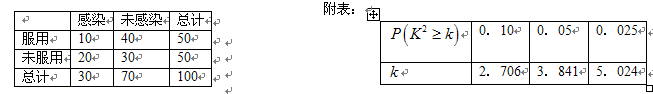 感染 未感染 总计
服用 10 40 50
未服用 20 30 50
总计 30 70 100
附表：
P(K² ≥ k) 0. 10 0. 05 0. 025
k 2. 706 3. 841 5. 024